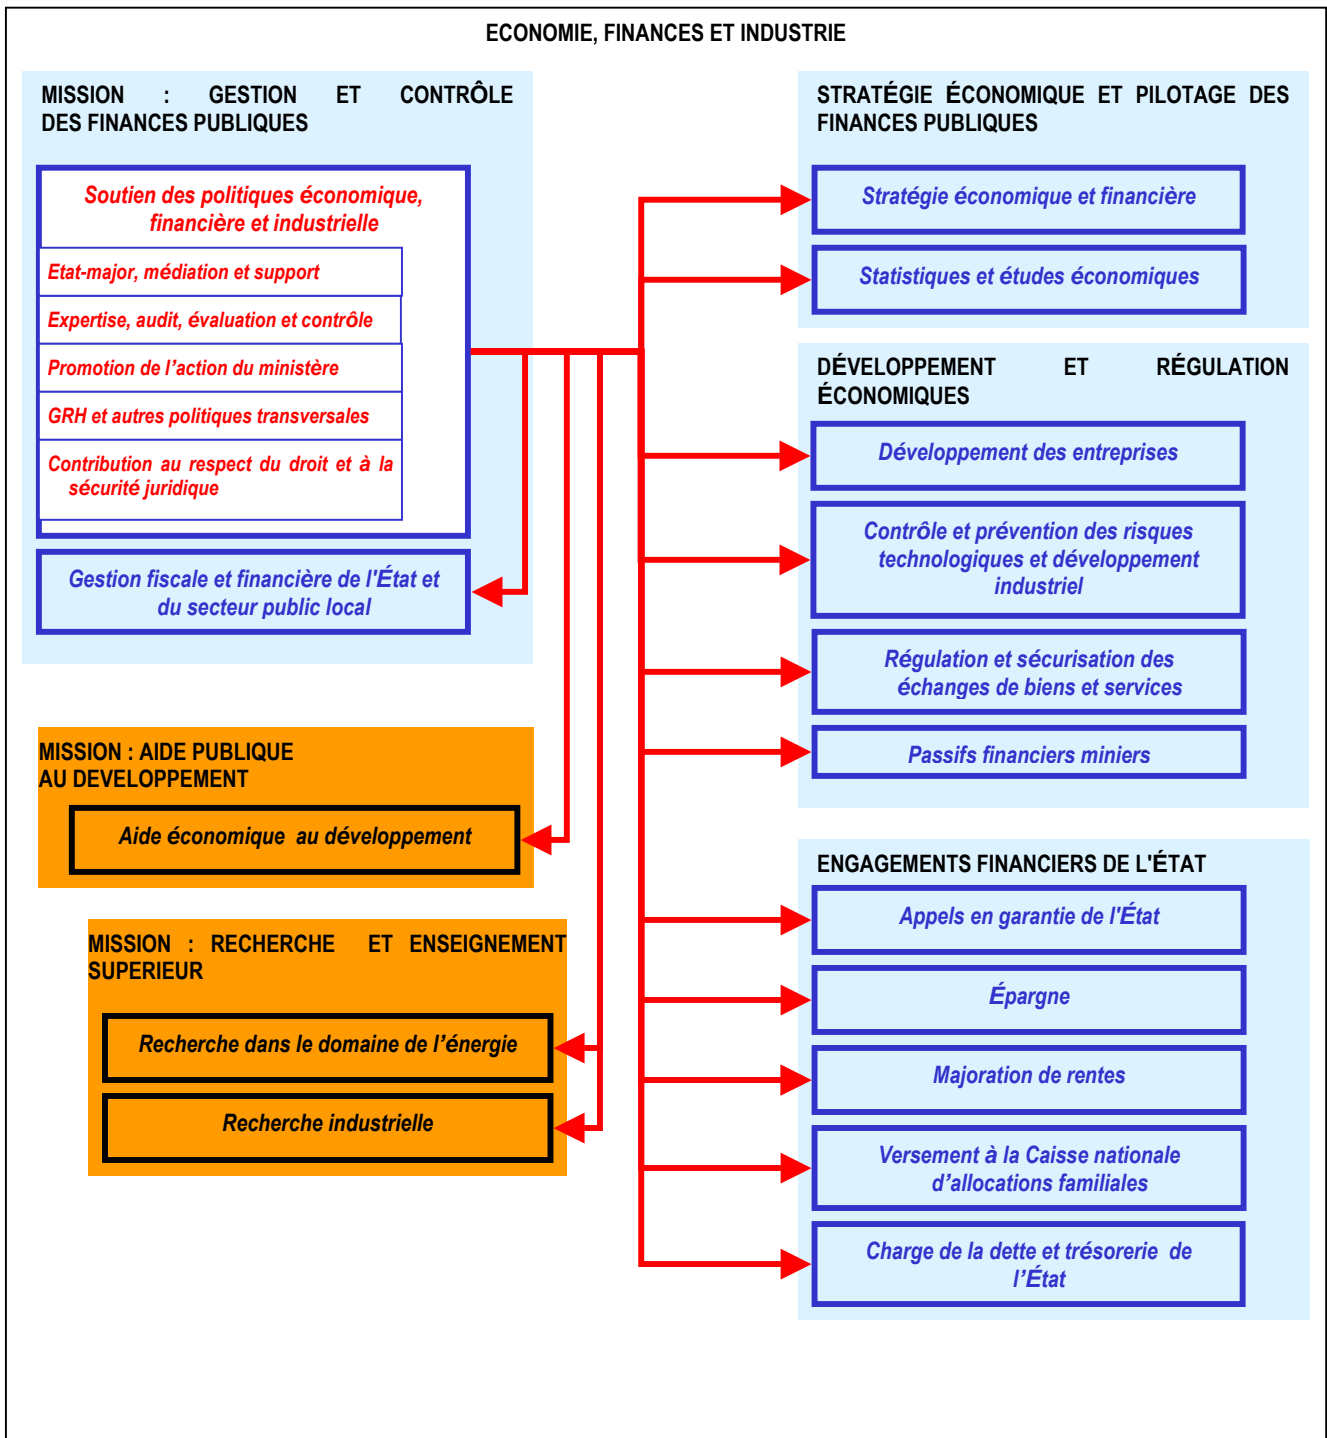 ECONOMIE, FINANCES ET INDUSTRIE
MISSION : GESTION ET CONTRÔLE
DES FINANCES PUBLIQUES
Soutien des politiques économique,
financière et industrielle
Etat-major, médiation et support
Expertise, audit, évaluation et contrôle
Promotion de l’action du ministère
GRH et autres politiques transversales
Contribution au respect du droit et à la
sécurité juridique
Gestion fiscale et financière de l'État et
du secteur public local
MISSION : AIDE PUBLIQUE
AU DEVELOPPEMENT
Aide économique au développement
MISSION : RECHERCHE ET ENSEIGNEMENT
SUPERIEUR
Recherche dans le domaine de l’énergie
Recherche industrielle
STRATÉGIE ÉCONOMIQUE ET PILOTAGE DES
FINANCES PUBLIQUES
Stratégie économique et financière
Statistiques et études économiques
DÉVELOPPEMENT ET RÉGULATION
ÉCONOMIQUES
Développement des entreprises
Contrôle et prévention des risques
technologiques et développement
industriel
Régulation et sécurisation des
échanges de biens et services
Passifs financiers miniers
ENGAGEMENTS FINANCIERS DE L'ÉTAT
Appels en garantie de l'État
Épargne
Majoration de rentes
Versement à la Caisse nationale
d’allocations familiales
Charge de la dette et trésorerie de
l’État